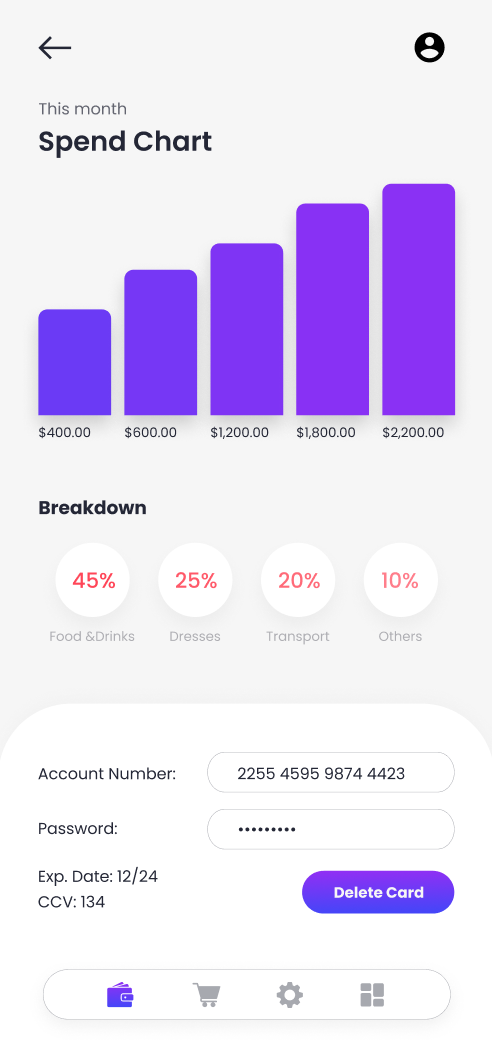 This month
Spend Chart
$400.00 $600.00 $1,200.00 $1,800.00 $2,200.00
Breakdown
45% 25% 20% 10%
Food &Drinks Dresses Transport Others
Account Number: 2255 4595 9874 4423
Password: •••••••••
Exp. Date: 12/24
CCV: 134
Delete Card